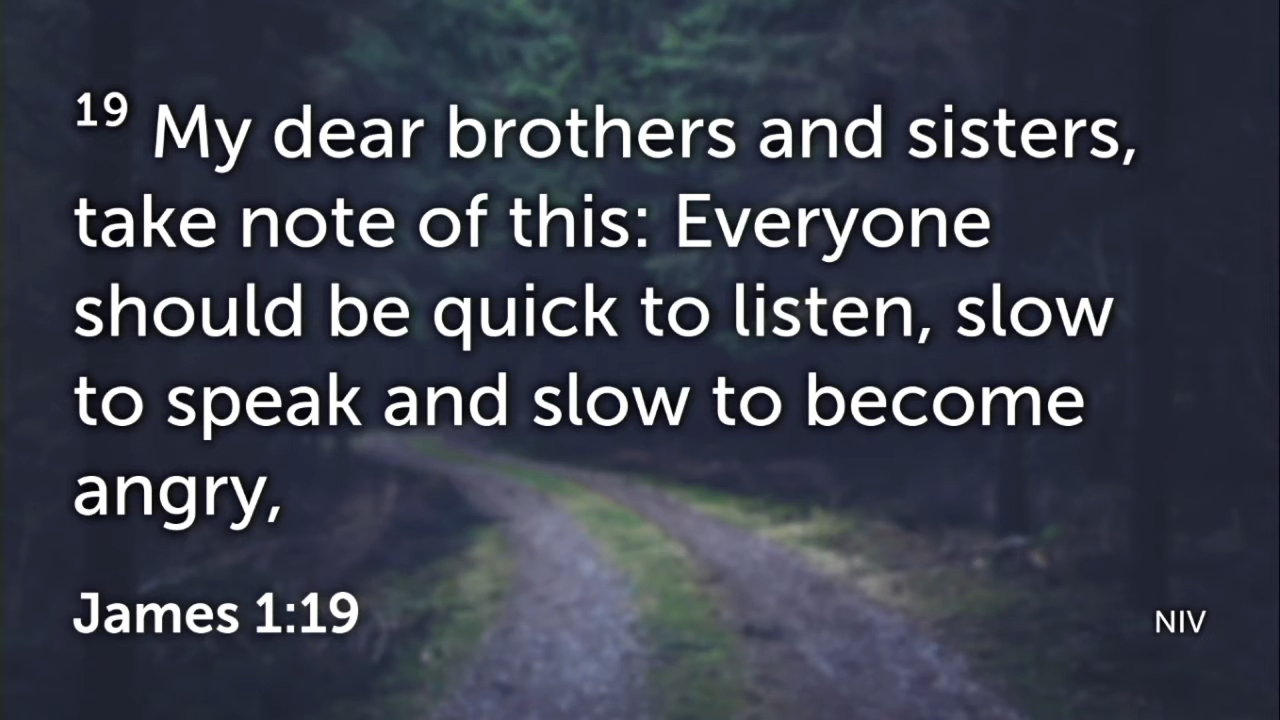 19 My dear brothers and sisters,
take note of this: Everyone
should be quick to listen, slow
to speak and slow to become
angry,
James 1:19
NIV